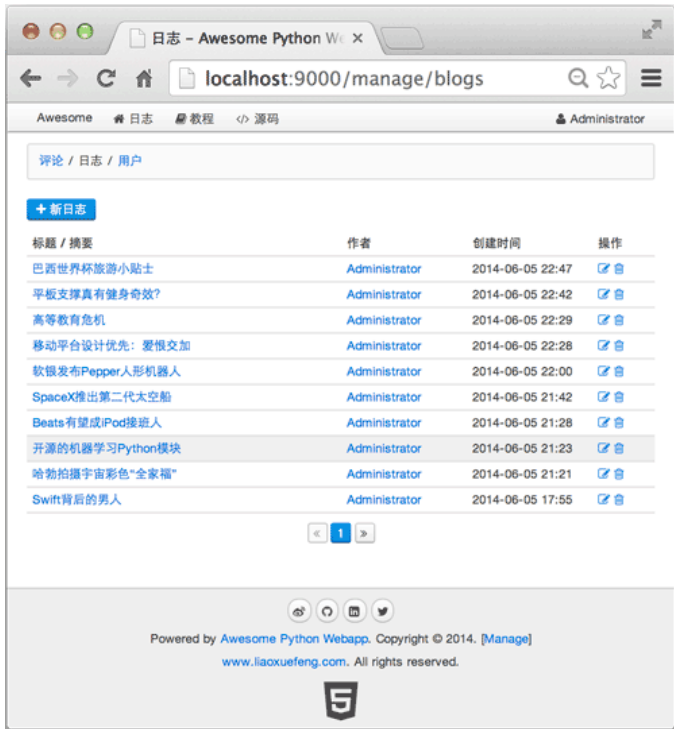 日志 – Awesome Python We
localhost:9000/manage/blogs
Awesome 日志 教程 源码 Administrator
评论 / 日志 / 用户
新日志
标题 / 摘要 作者 创建时间 操作
巴西世界杯旅游小贴士 Administrator 2014-06-05 22:47
平板支撑真有健身奇效? Administrator 2014-06-05 22:42
高等教育危机 Administrator 2014-06-05 22:29
移动平台设计优先：爱恨交加 Administrator 2014-06-05 22:28
软银发布Pepper人形机器人 Administrator 2014-06-05 22:00
SpaceX推出第二代太空船 Administrator 2014-06-05 21:42
Beats有望成iPod接班人 Administrator 2014-06-05 21:28
开源的机器学习Python模块 Administrator 2014-06-05 21:23
哈勃拍摄宇宙彩色“全家福” Administrator 2014-06-05 21:21
Swift背后的男人 Administrator 2014-06-05 17:55
« 1 »
Powered by Awesome Python Webapp. Copyright © 2014. [Manage]
www.liaoxuefeng.com. All rights reserved.